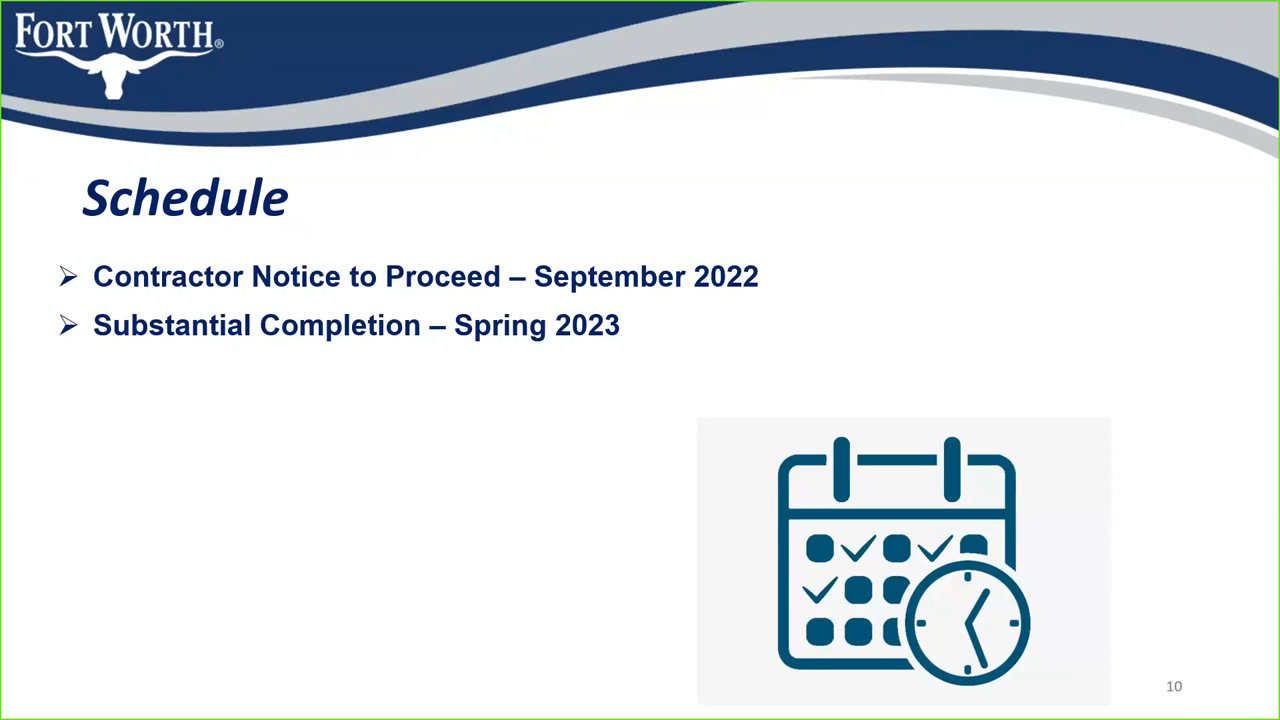 FORT WORTH®
Schedule
➢ Contractor Notice to Proceed – September 2022
➢ Substantial Completion – Spring 2023
10